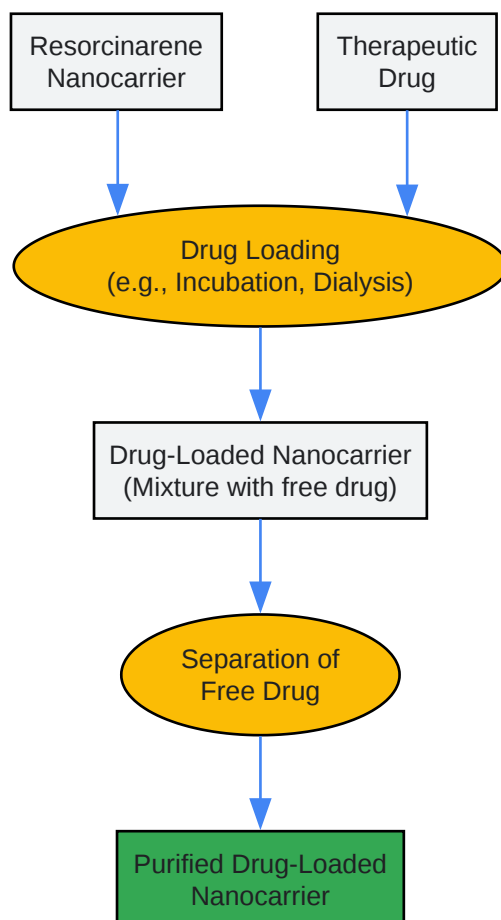 Resorcinarene
Nanocarrier
Therapeutic
Drug
Drug Loading
(e.g., Incubation, Dialysis)
Drug-Loaded Nanocarrier
(Mixture with free drug)
Separation of
Free Drug
Purified Drug-Loaded
Nanocarrier